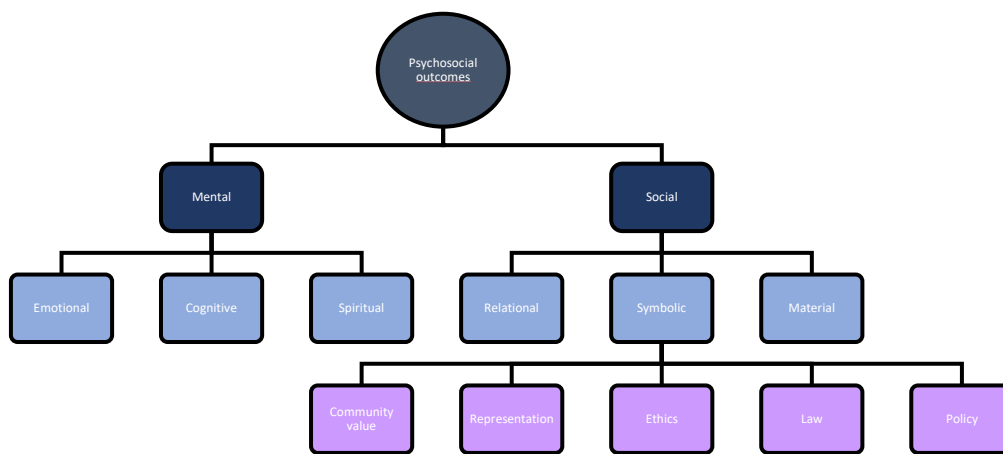 Psychosocial
outcomes
Mental
Social
Emotional
Cognitive
Spiritual
Relational
Symbolic
Material
Community
value
Representation
Ethics
Law
Policy